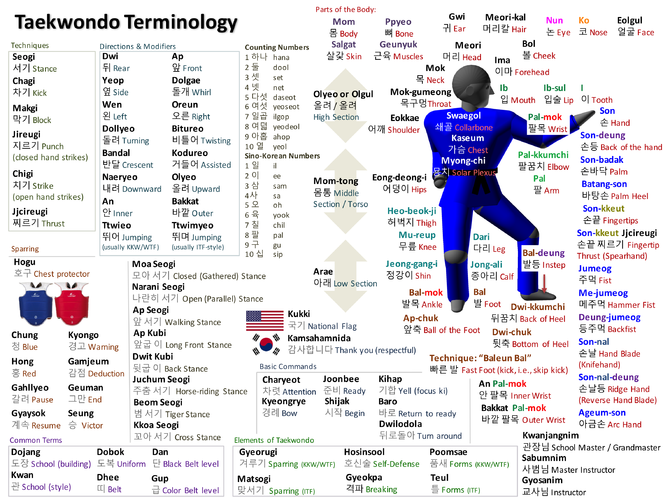 Taekwondo Terminology
Techniques
Seogi
서기 Stance
Chagi
차기 Kick
Makgi
막기 Block
Jireugi
지르기 Punch
(closed hand strikes)
Chigi
치기 Strike
(open hand strikes)
Jjcireugi
찌르기 Thrust
Directions & Modifiers
Dwi
뒤 Rear
Yeop
옆 Side
Wen
왼 Left
Dollyeo
돌려 Turning
Bandal
반달 Crescent
Naeryeo
내려 Downward
An
안 Inner
Ttwieo
뛰어 Jumping
(usually KKW/WTF)
Ap
앞 Front
Dolgae
돌개 Whirl
Oreun
오른 Right
Bitureo
비틀어 Twisting
Kodureo
거들어 Assisted
Olyeo
올려 Upward
Bakkat
바깥 Outer
Ttwimyeo
뛰며 Jumping
(usually ITF-style)
Counting Numbers
1 하나 hana
2 둘 dool
3 셋 set
4 넷 net
5 다섯 daseot
6 여섯 yeoseot
7 일곱 ilgop
8 여덟 yeodeol
9 아홉 ahop
10 열 yeol
Sino-Korean Numbers
1 일 il
2 이 ee
3 삼 sam
4 사 sa
5 오 oh
6 육 yook
7 칠 chil
8 팔 pal
9 구 gu
10 십 sip
Olyeo or Olgul
올려 / 올려
High Section
Mom-tong
몸통 Middle
Section / Torso
Arae
아래 Low Section
Parts of the Body:
Mom
몸 Body
Salgat
살갗 Skin
Ppyeo
뼈 Bone
Geunyuk
근육 Muscles
Gwi
귀 Ear
Meori-kal
머리칼 Hair
Nun
눈 Eye
Ko
코 Nose
Eolgul
얼굴 Face
Meori
머리 Head
Bol
볼 Cheek
Ima
이마 Forehead
Mok
목 Neck
Mok-gumeong
목구멍Throat
Eokkae
어깨 Shoulder
Ib
입 Mouth
Ib-sul
입술 Lip
I
이 Tooth
Swaegol
쇄골 Collarbone
Kaseum
가슴 Chest
Myong-chi
명치 Solar Plexus
Pal-mok
팔목 Wrist
Pal-kkumchi
팔꿈치 Elbow
Pal
팔 Arm
Son
손 Hand
Son-deung
손등 Back of the hand
Son-badak
손바닥 Palm
Batang-son
바탕손 Palm Heel
Son-kkeut
손끝 Fingertips
Son-kkeut Jjcireugi
손끝 찌르기 Fingertip
Thrust (Spearhand)
Jumeog
주먹 Fist
Me-jumeog
메주먹 Hammer Fist
Deung-jumeog
등주먹 Backfist
Son-nal
손날 Hand Blade
(Knifehand)
Son-nal-deung
손날등 Ridge Hand
(Reverse Hand Blade)
Ageum-son
아금손 Arc Hand
Eong-deong-i
어덩이 Hips
Heo-beok-ji
허벅지 Thigh
Mu-reup
무릎 Knee
Jeong-gang-i
정강이 Shin
Dari
다리 Leg
Jong-ali
종아리 Calf
Bal-mok
발목 Ankle
Bal
발 Foot
Ap-chuk
앞축 Ball of the Foot
Bal-deung
발등 Instep
Dwi-kkumchi
뒤꿈치 Back of Heel
Dwi-chuk
뒷축 Bottom of Heel
Technique: "Baleun Bal"
빠른 발 Fast Foot (kick, i.e., skip kick)
An Pal-mok
안 팔목 Inner Wrist
Bakkat Pal-mok
바깥 팔목 Outer Wrist
Sparring
Hogu
호구 Chest protector
Chung
청 Blue
Kyongo
경고 Warning
Hong
홍 Red
Gamjeum
감점 Deduction
Gahllyeo
갈려 Pause
Geuman
그만 End
Gyaysok
계속 Resume
Seung
승 Victor
Moa Seogi
모아 서기 Closed (Gathered) Stance
Narani Seogi
나란히 서기 Open (Parallel) Stance
Ap Seogi
앞 서기 Walking Stance
Ap Kubi
앞 굽이 Long Front Stance
Dwit Kubi
뒷굽이 Back Stance
Juchum Seogi
주춤 서기 Horse-riding Stance
Beom Seogi
범 서기 Tiger Stance
Kkoa Seogi
꼬아 서기 Cross Stance
Kukki
국기 National Flag
Kamsahamnida
감사합니다 Thank you (respectful)
Basic Commands
Charyeot
차렷 Attention
Kyeongrye
경례 Bow
Joonbee
준비 Ready
Shijak
시작 Begin
Kihap
기합 Yell (focus ki)
Baro
바로 Return to ready
Dwilodola
뒤로돌아 Turn around
Common Terms
Dojang
도장 School (building)
Kwan
관 School (style)
Dobok
도복 Uniform
Dhee
띠 Belt
Dan
단 Black Belt level
Gup
급 Color Belt level
Elements of Taekwondo
Gyeorugi
겨루기 Sparring (KKW/WTF)
Matsogi
맞서기 Sparring (ITF)
Hosinsool
호신술 Self-Defense
Gyeokpa
격파 Breaking
Poomsae
품새 Forms (KKW/WTF)
Teul
틀 Forms (ITF)
Kwanjangnim
관장님 School Master / Grandmaster
Sabumnim
사범님 Master Instructor
Gyosanim
교사님 Instructor